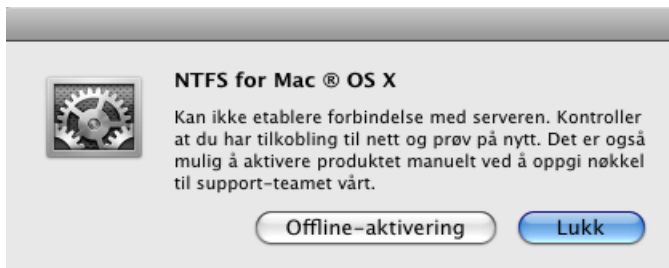 NTFS for Mac ® OS X
Kan ikke etablere forbindelse med serveren. Kontroller
at du har tilkobling til nett og prøv på nytt. Det er også
mulig å aktivere produktet manuelt ved å oppgi nøkkel
til support-teamet vårt.
Offline-aktivering
Lukk